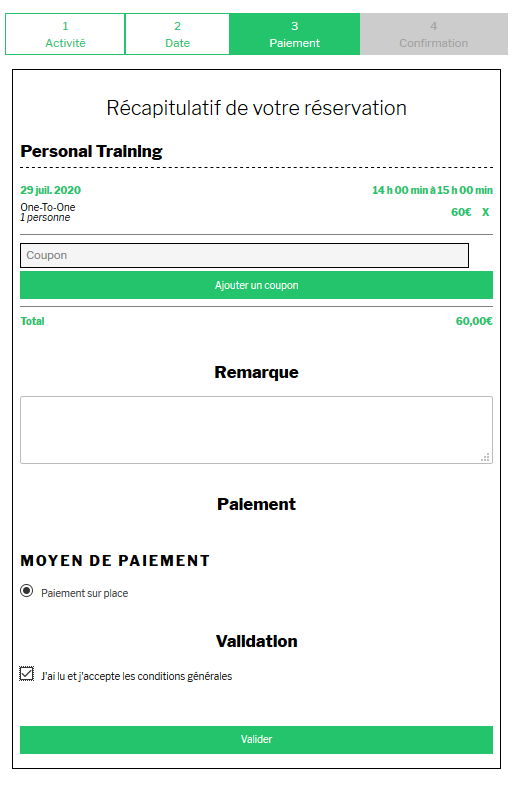 1
Activité
2
Date
3
Paiement
4
Confirmation
Récapitulatif de votre réservation
Personal Training
29 juil. 2020 14 h 00 min à 15 h 00 min
One-To-One
1 personne
60€ X
Coupon
Ajouter un coupon
Total 60,00€
Remarque
Paiement
MOYEN DE PAIEMENT
Paiement sur place
Validation
J'ai lu et j'accepte les conditions générales
Valider